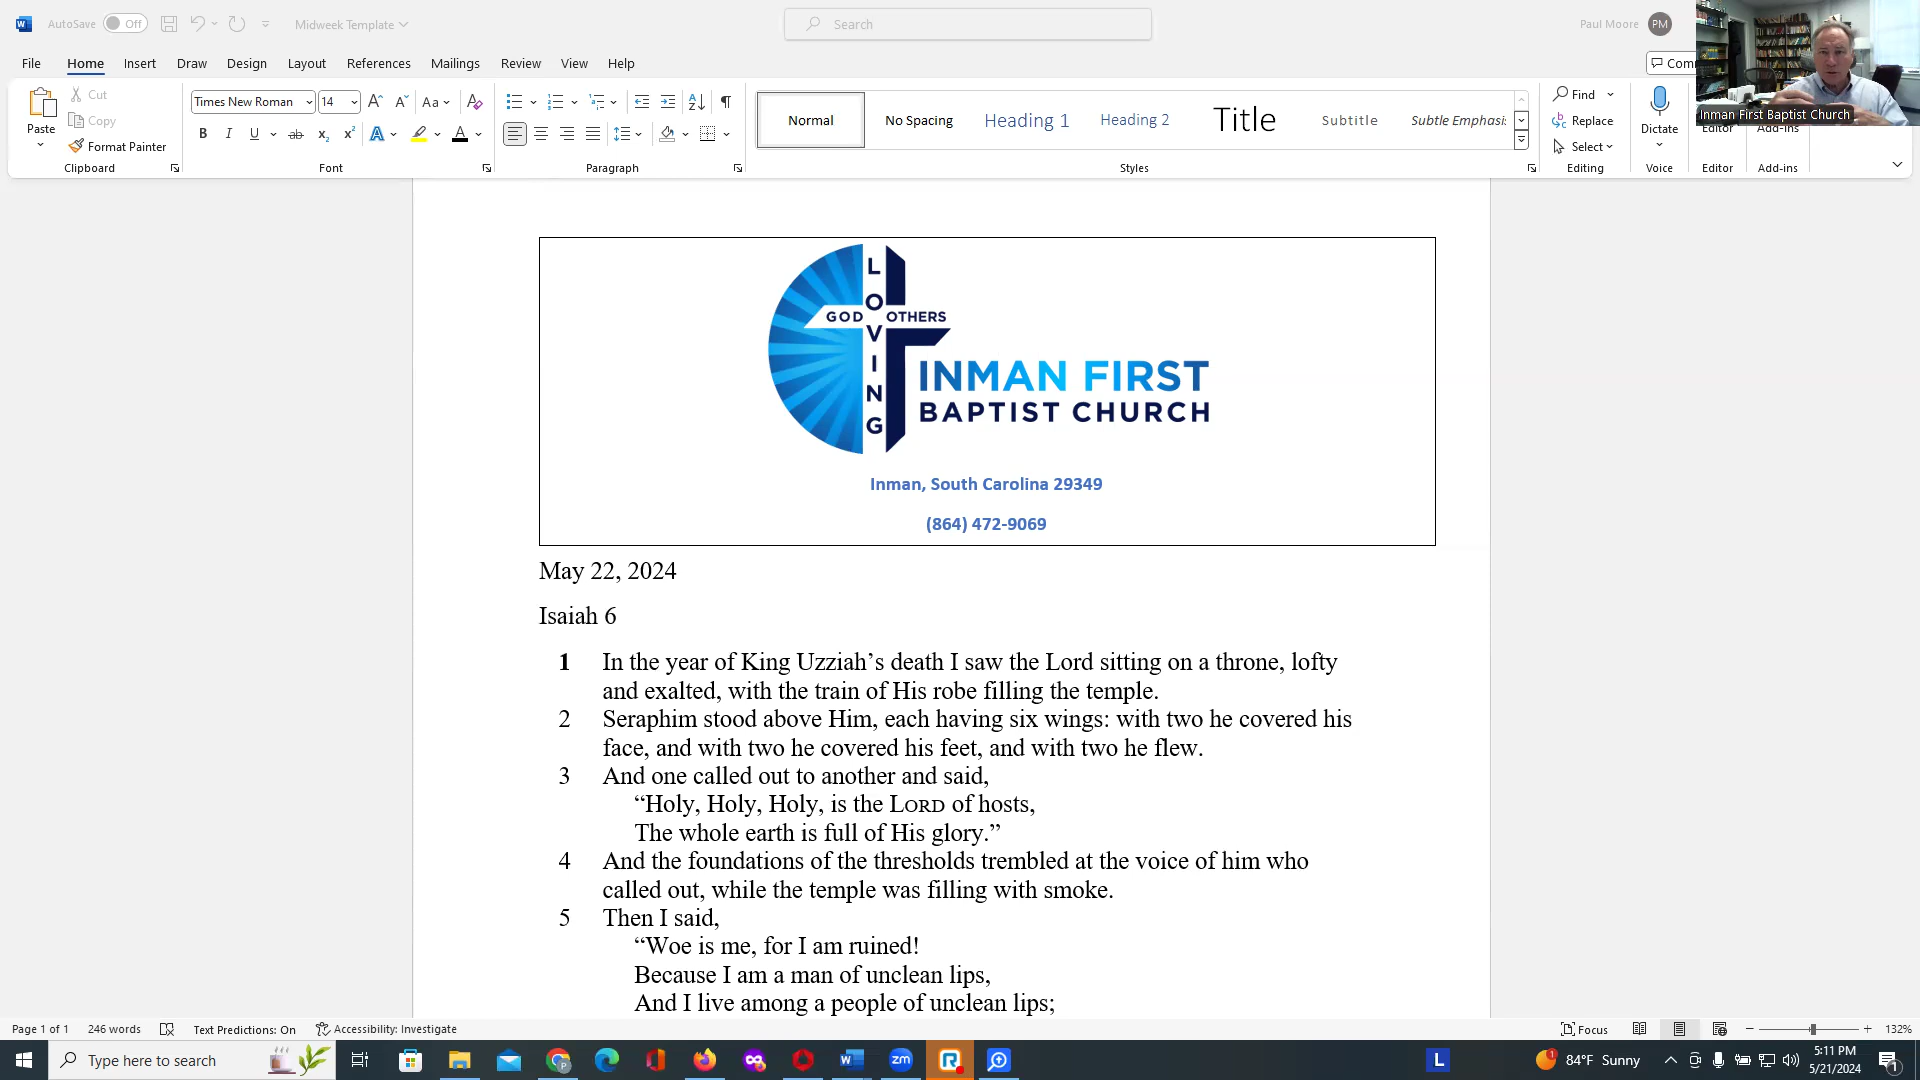 AutoSave Off Midweek Template Search Paul Moore PM
File Home Insert Draw Design Layout References Mailings Review View Help
Paste Cut Copy Format Painter Clipboard
Times New Roman 14 Aa
B I U ab x₂ x² A A Font
Paragraph
Normal No Spacing Heading 1 Heading 2 Title Subtitle Subtle Emphasis Styles
Find Replace Select Editing
Dictate Voice
Editor Editor
Add-ins Add-ins
Inman First Baptist Church
LOVING
GOD OTHERS
INMAN FIRST
BAPTIST CHURCH
Inman, South Carolina 29349
(864) 472-9069
May 22, 2024
Isaiah 6
1 In the year of King Uzziah’s death I saw the Lord sitting on a throne, lofty
and exalted, with the train of His robe filling the temple.
2 Seraphim stood above Him, each having six wings: with two he covered his
face, and with two he covered his feet, and with two he flew.
3 And one called out to another and said,
“Holy, Holy, Holy, is the LORD of hosts,
The whole earth is full of His glory.”
4 And the foundations of the thresholds trembled at the voice of him who
called out, while the temple was filling with smoke.
5 Then I said,
“Woe is me, for I am ruined!
Because I am a man of unclean lips,
And I live among a people of unclean lips;
Page 1 of 1 246 words Text Predictions: On Accessibility: Investigate Focus 132%
Type here to search zm L 84°F Sunny 5:11 PM
5/21/2024